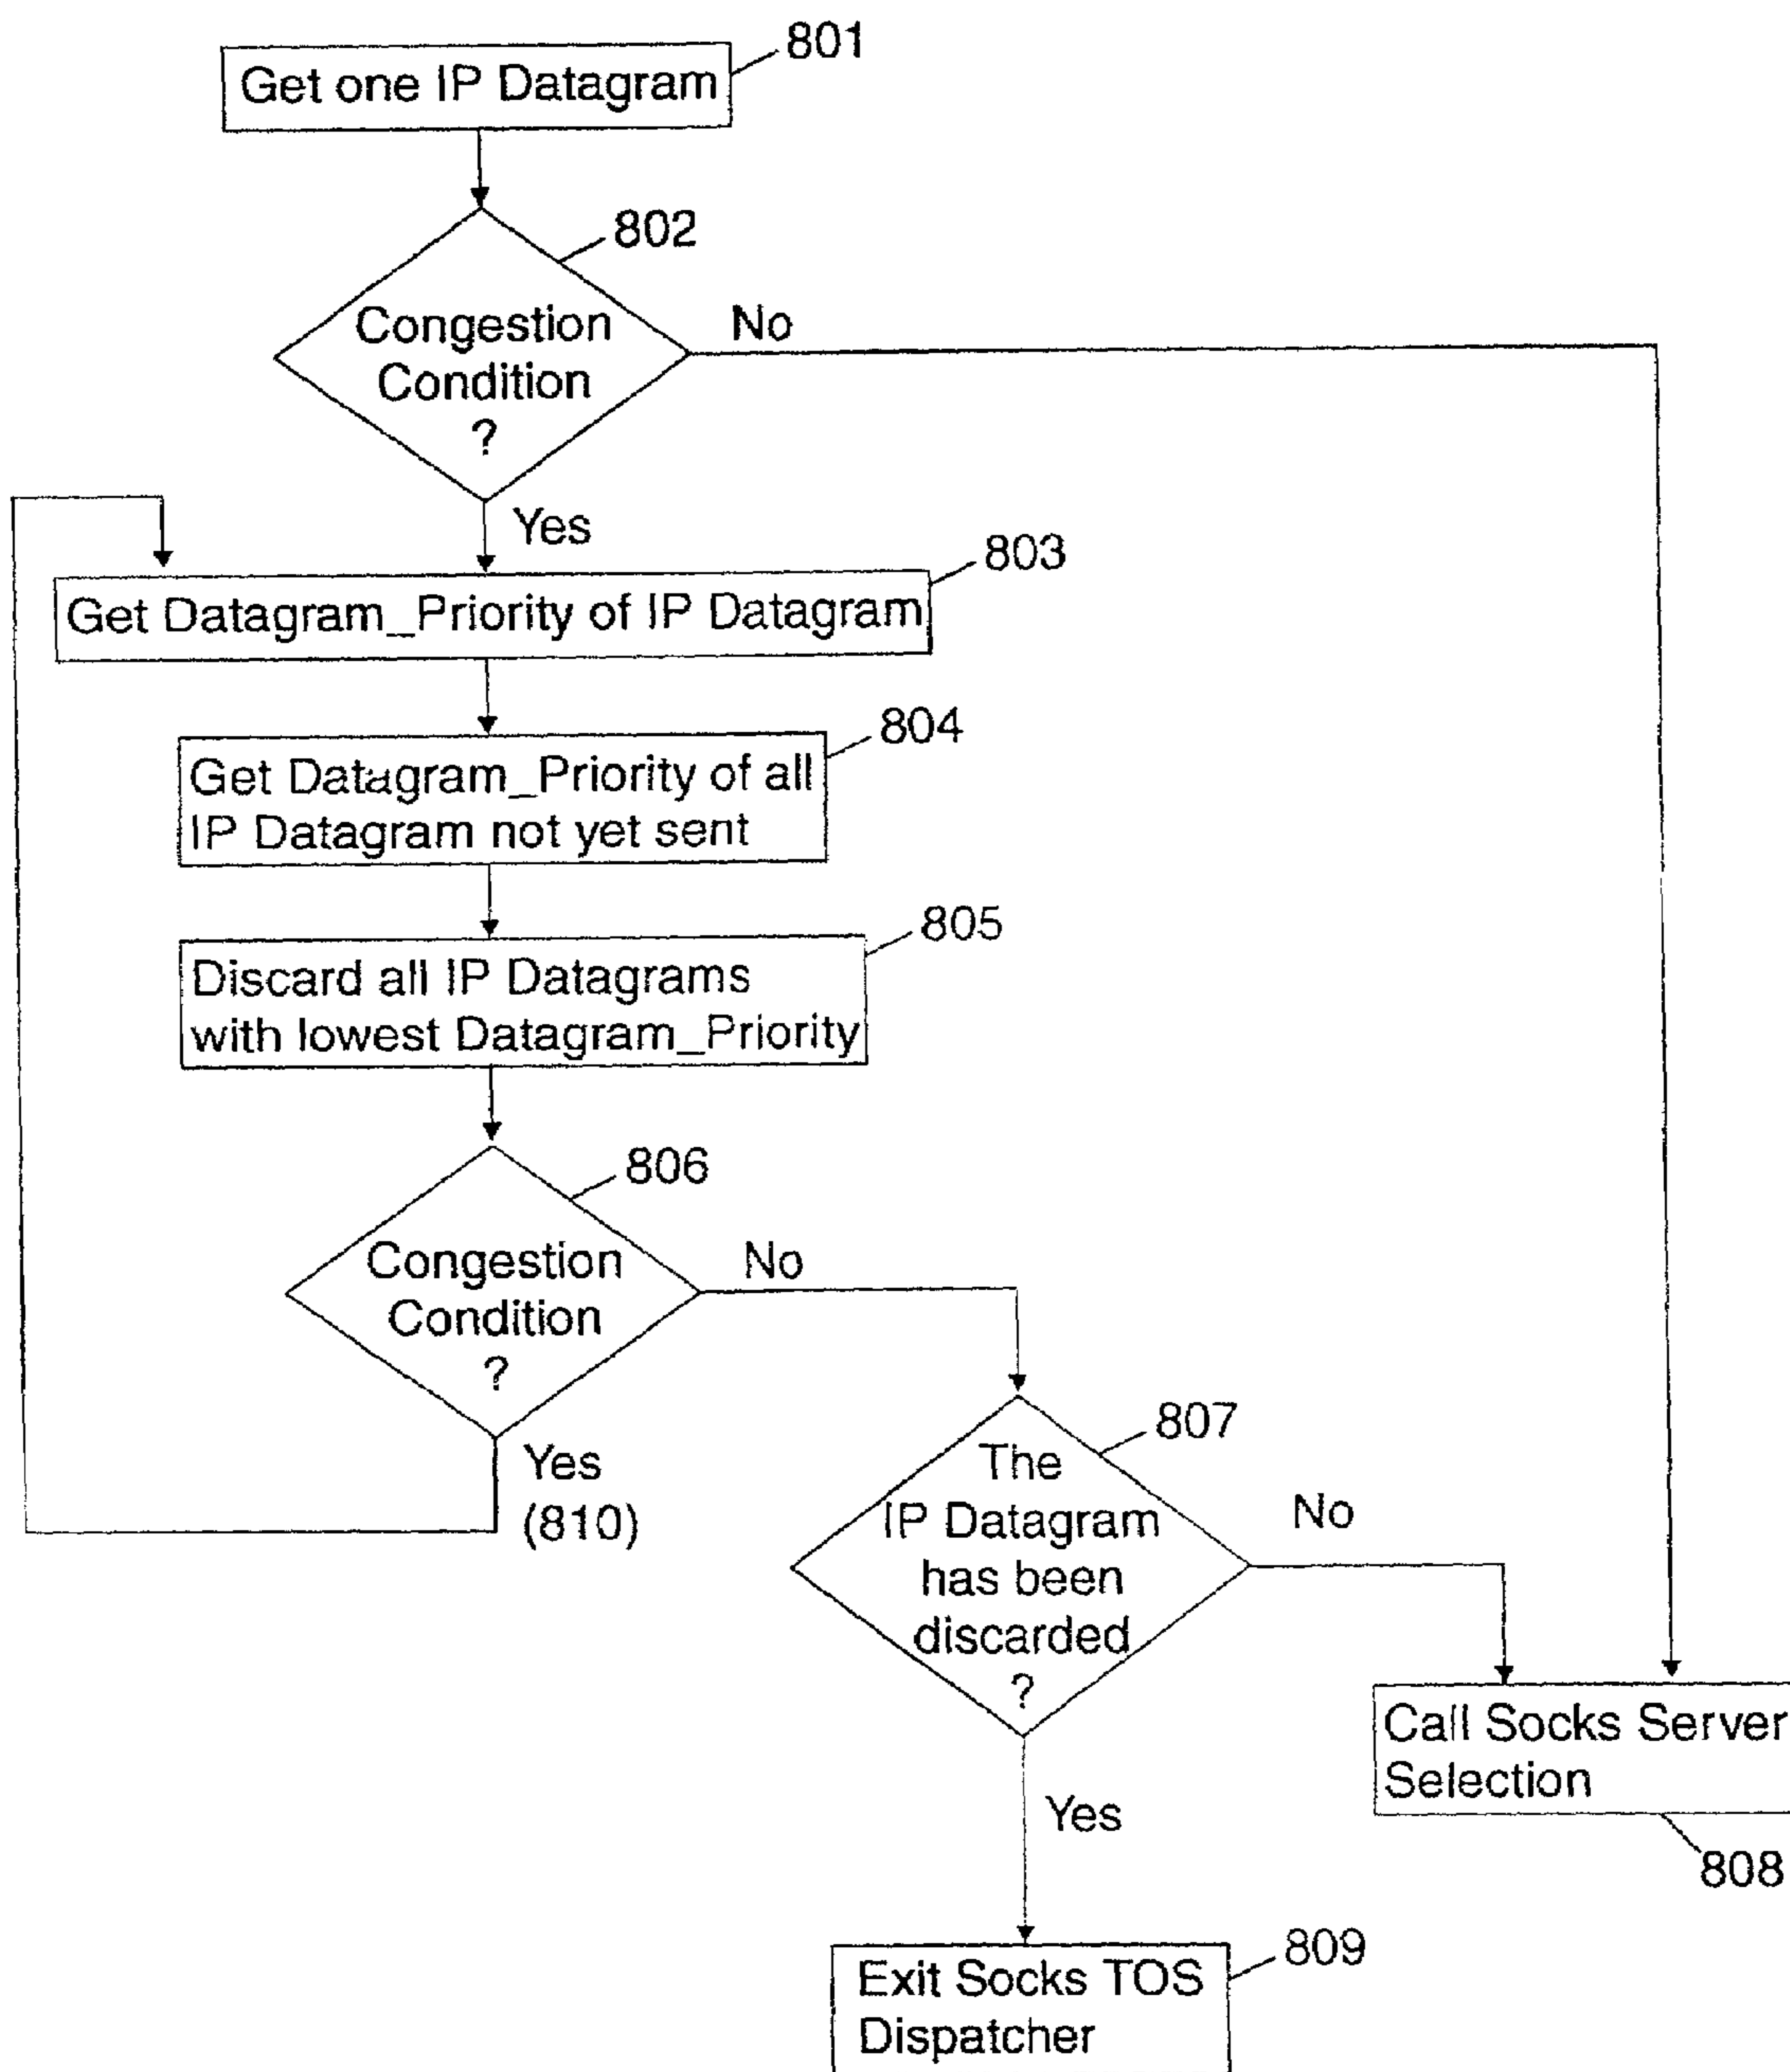 801
Get one IP Datagram
802
Congestion
Condition
?
No
Yes
803
Get Datagram_Priority of IP Datagram
804
Get Datagram_Priority of all
IP Datagram not yet sent
805
Discard all IP Datagrams
with lowest Datagram_Priority
806
Congestion
Condition
?
No
Yes
(810)
807
The
IP Datagram
has been
discarded
?
No
Yes
Call Socks Server
Selection
808
809
Exit Socks TOS
Dispatcher